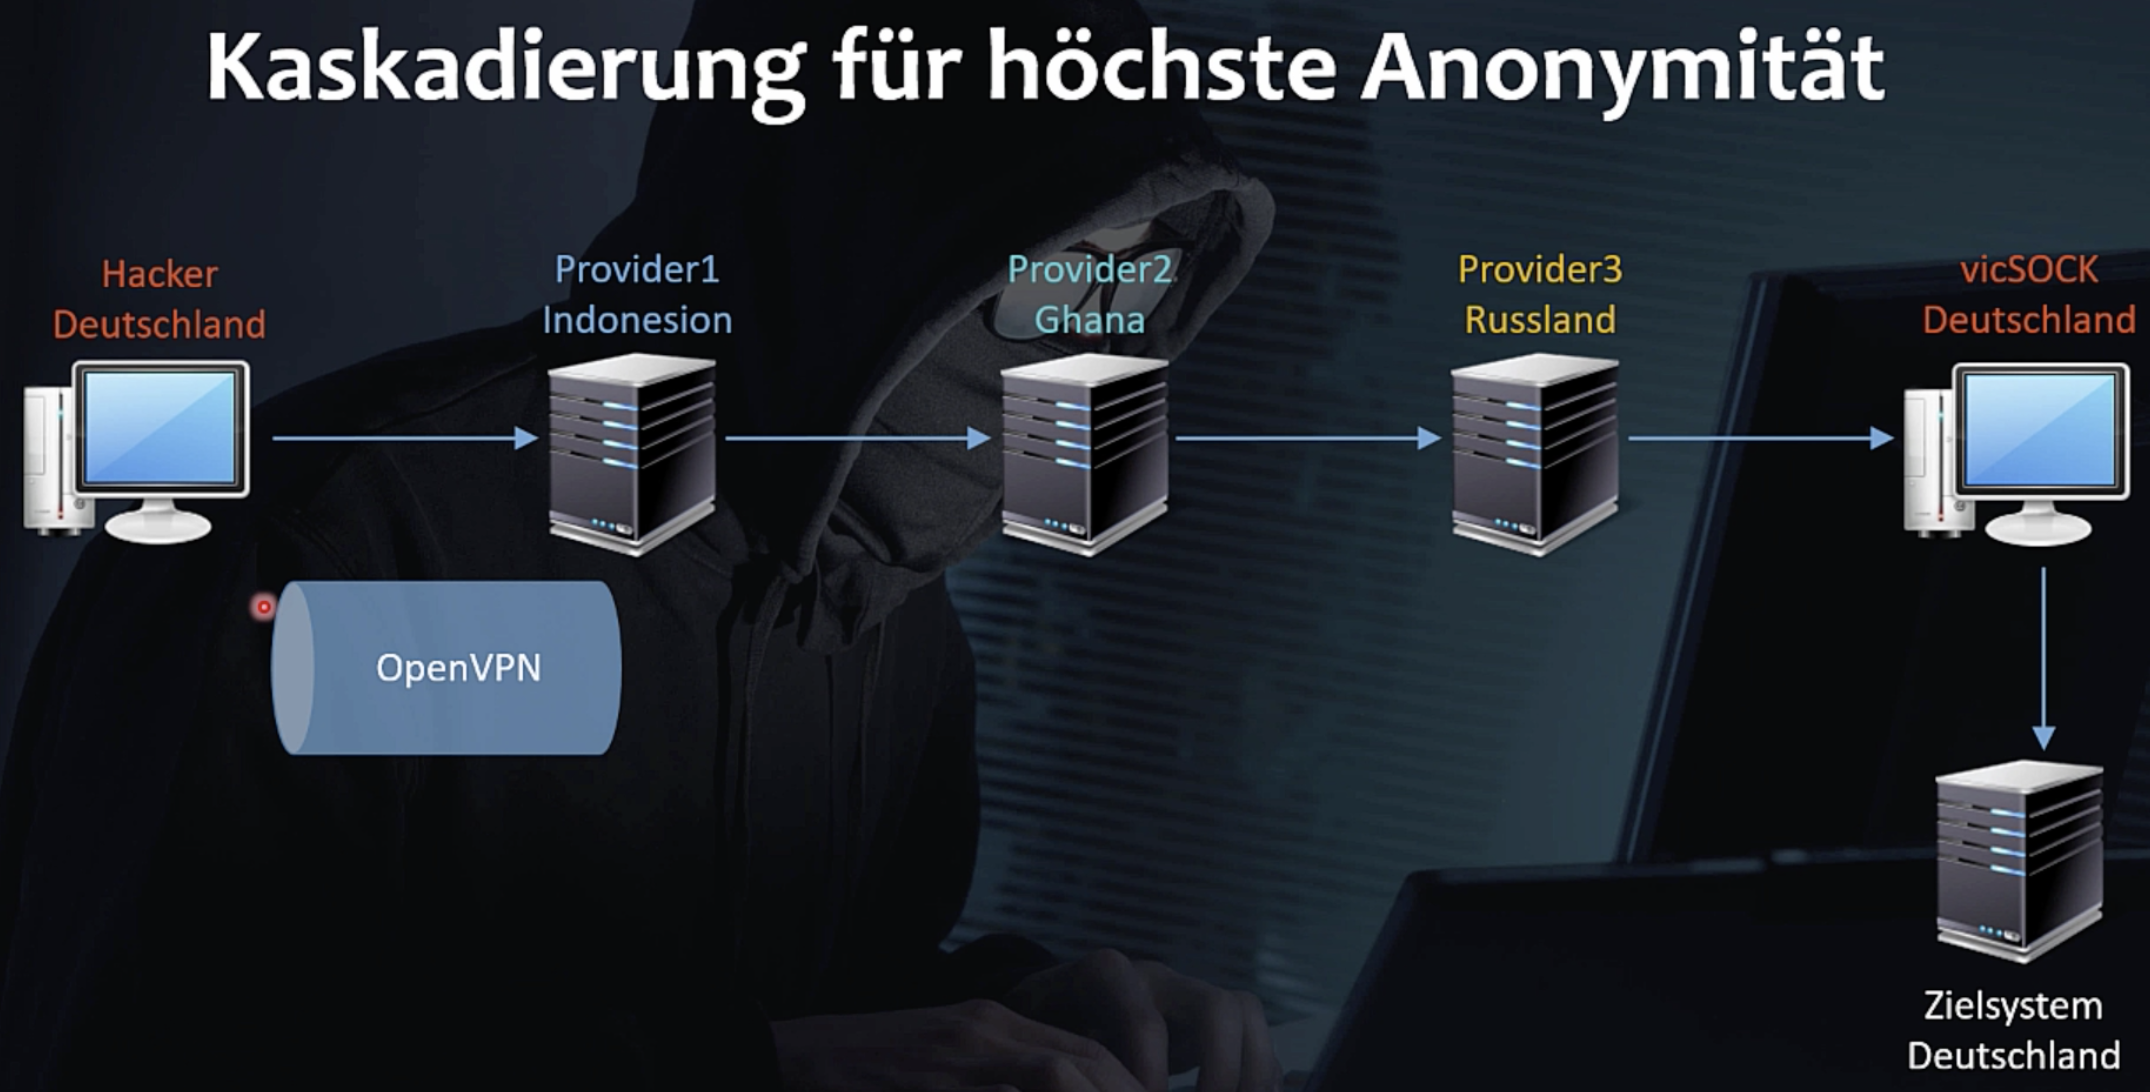 Kaskadierung für höchste Anonymität
Hacker
Deutschland
Provider1
Indonesion
Provider2
Ghana
Provider3
Russland
vicSOCK
Deutschland
OpenVPN
Zielsystem
Deutschland